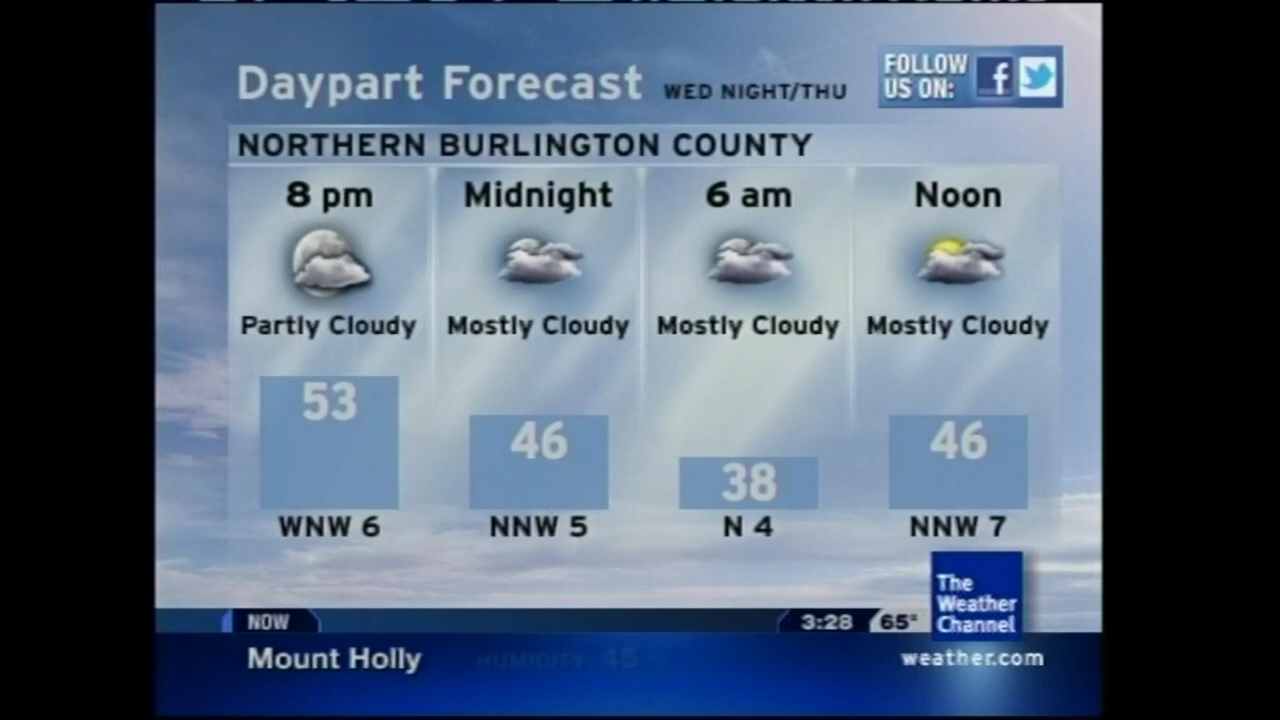 Daypart Forecast WED NIGHT/THU
FOLLOW
US ON:
NORTHERN BURLINGTON COUNTY
8 pm Midnight 6 am Noon
Partly Cloudy Mostly Cloudy Mostly Cloudy Mostly Cloudy
53 46 38 46
WNW 6 NNW 5 N 4 NNW 7
The
Weather
Channel
NOW 3:28 65°
Mount Holly HUMIDITY: 45 weather.com